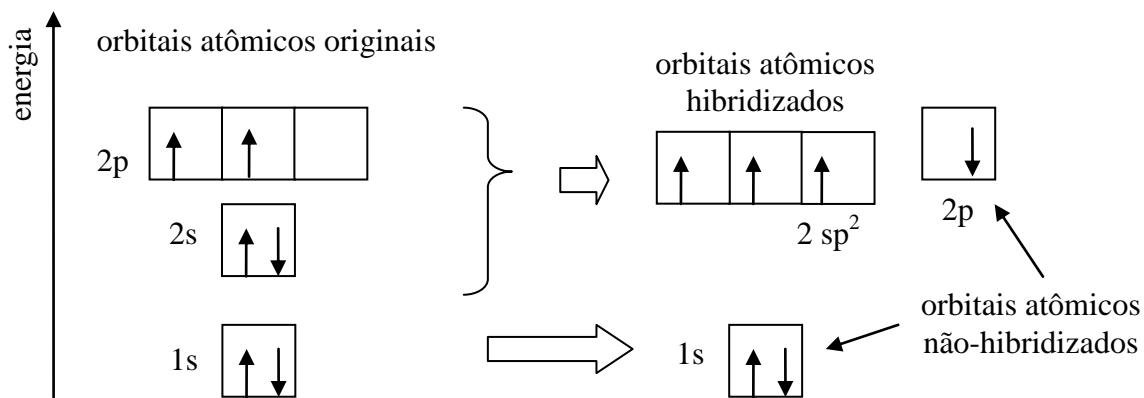 energia
orbitais atômicos originais
2p
2s
1s
orbitais atômicos
hibridizados
2 sp²
2p
1s
orbitais atômicos
não-hibridizados